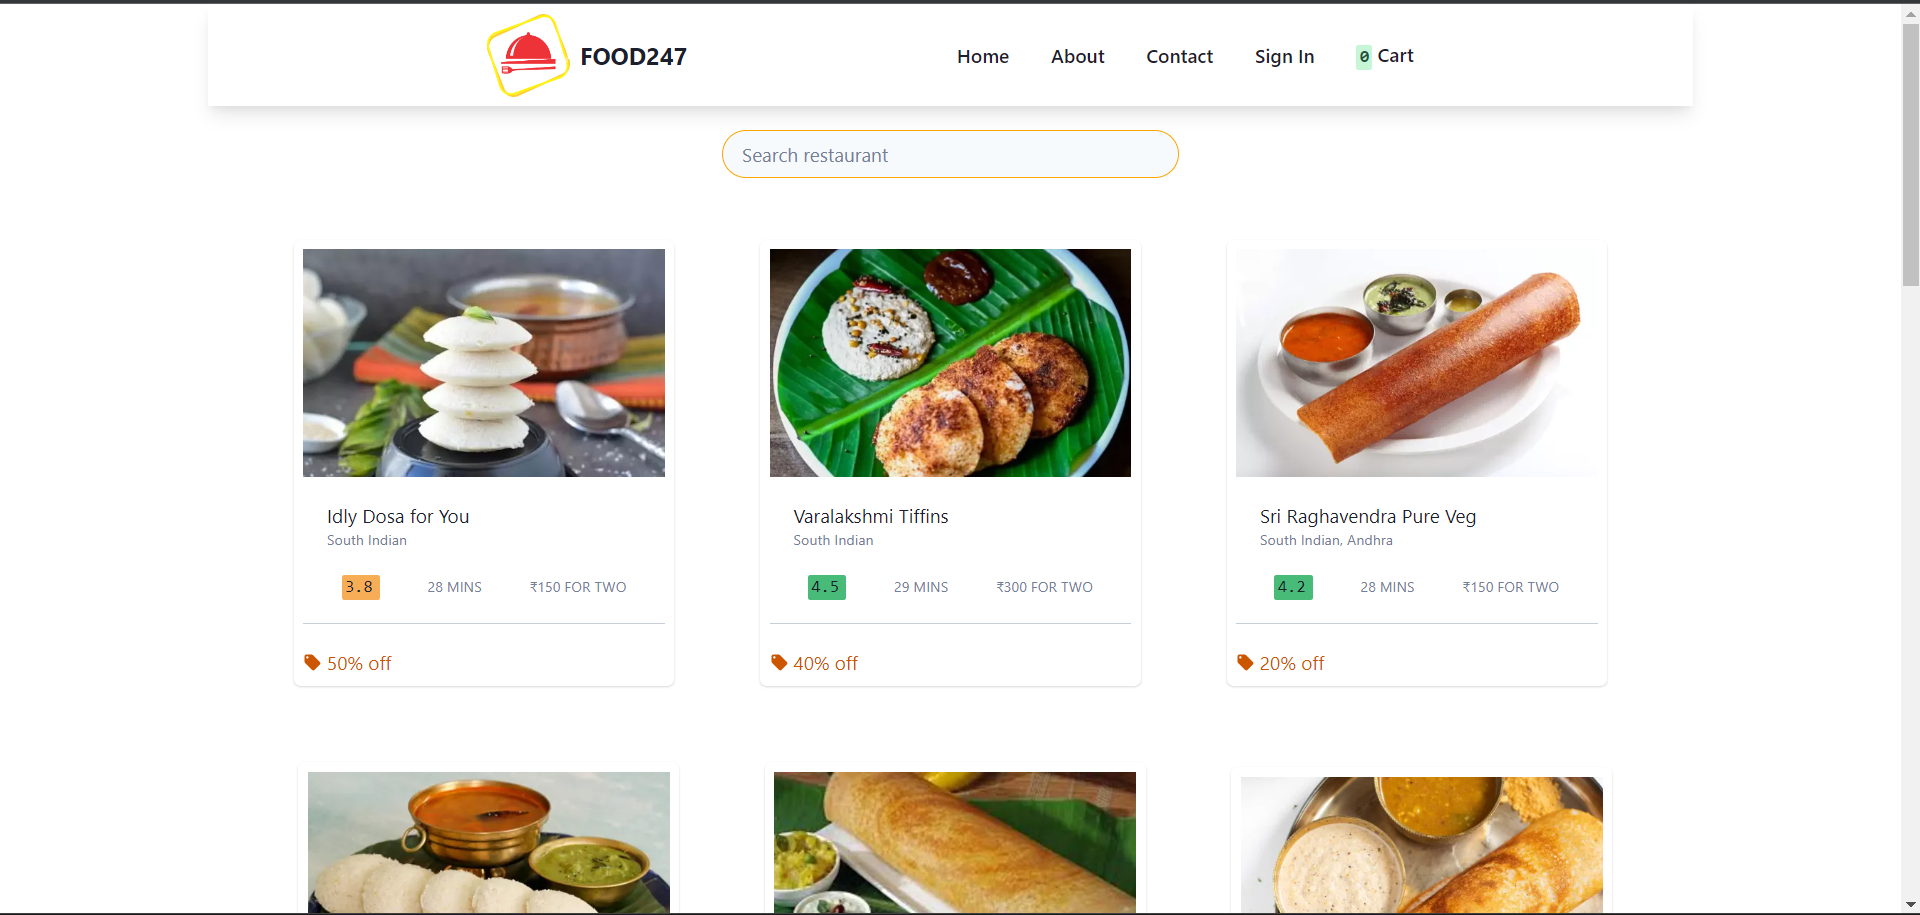 FOOD247
Home About Contact Sign In 0 Cart
Search restaurant
Idly Dosa for You
South Indian
3.8 28 MINS ₹150 FOR TWO
50% off
Varalakshmi Tiffins
South Indian
4.5 29 MINS ₹300 FOR TWO
40% off
Sri Raghavendra Pure Veg
South Indian, Andhra
4.2 28 MINS ₹150 FOR TWO
20% off